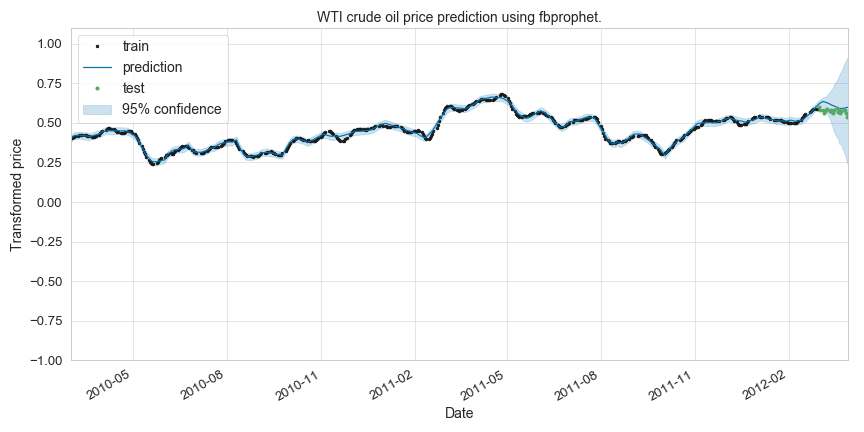 WTI crude oil price prediction using fbprophet.
train
prediction
test
95% confidence
1.00
0.75
0.50
0.25
0.00
−0.25
−0.50
−0.75
−1.00
Transformed price
2010-05
2010-08
2010-11
2011-02
2011-05
2011-08
2011-11
2012-02
Date